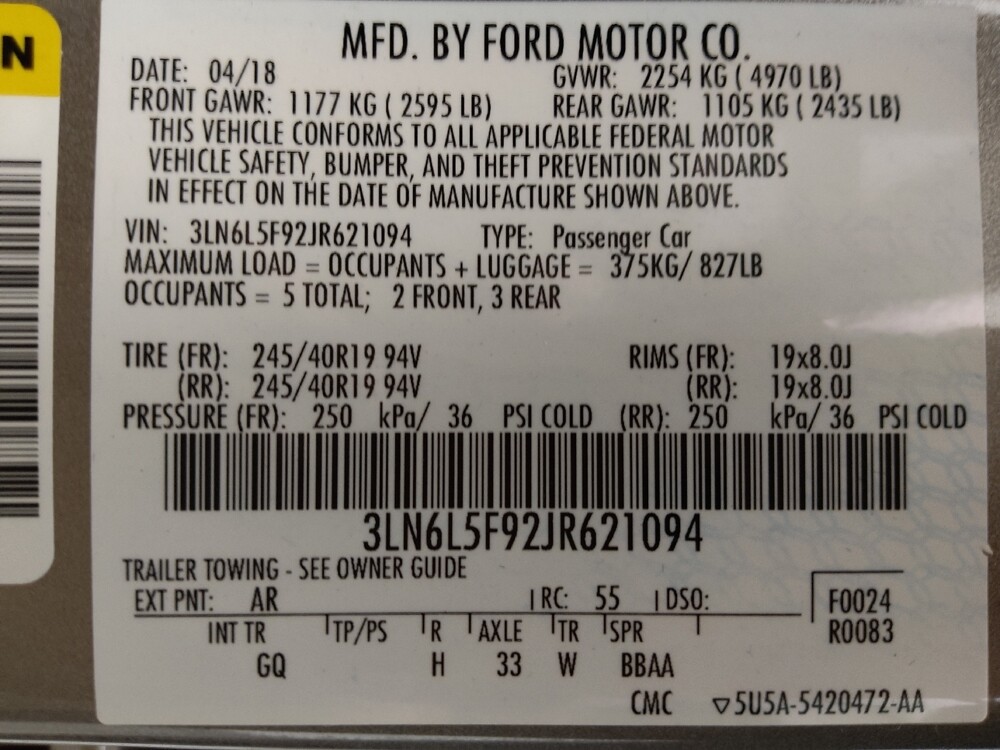 N
MFD. BY FORD MOTOR CO.
DATE: 04/18 GVWR: 2254 KG ( 4970 LB)
FRONT GAWR: 1177 KG ( 2595 LB) REAR GAWR: 1105 KG ( 2435 LB)
THIS VEHICLE CONFORMS TO ALL APPLICABLE FEDERAL MOTOR
VEHICLE SAFETY, BUMPER, AND THEFT PREVENTION STANDARDS
IN EFFECT ON THE DATE OF MANUFACTURE SHOWN ABOVE.
VIN: 3LN6L5F92JR621094 TYPE: Passenger Car
MAXIMUM LOAD = OCCUPANTS + LUGGAGE = 375KG/ 827LB
OCCUPANTS = 5 TOTAL; 2 FRONT, 3 REAR
TIRE (FR): 245/40R19 94V RIMS (FR): 19x8.0J
(RR): 245/40R19 94V (RR): 19x8.0J
PRESSURE (FR): 250 kPa/ 36 PSI COLD (RR): 250 kPa/ 36 PSI COLD
3LN6L5F92JR621094
TRAILER TOWING - SEE OWNER GUIDE
EXT PNT: AR RC: 55 DSO: F0024
INT TR TP/PS R AXLE TR SPR R0083
GQ H 33 W BBAA
CMC ▽5U5A-5420472-AA